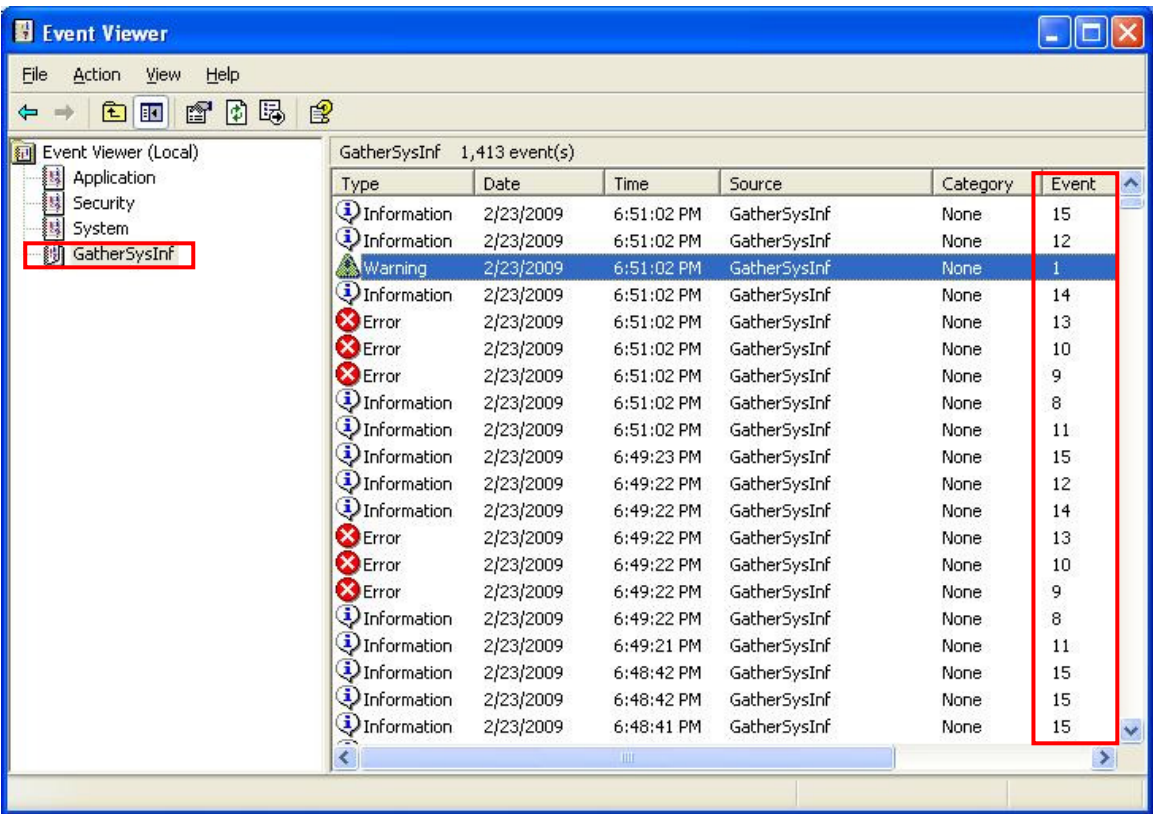 Event Viewer
File Action View Help
Event Viewer (Local)
Application
Security
System
GatherSysInf
GatherSysInf 1,413 event(s)
Type Date Time Source Category Event
Information 2/23/2009 6:51:02 PM GatherSysInf None 15
Information 2/23/2009 6:51:02 PM GatherSysInf None 12
Warning 2/23/2009 6:51:02 PM GatherSysInf None 1
Information 2/23/2009 6:51:02 PM GatherSysInf None 14
Error 2/23/2009 6:51:02 PM GatherSysInf None 13
Error 2/23/2009 6:51:02 PM GatherSysInf None 10
Error 2/23/2009 6:51:02 PM GatherSysInf None 9
Information 2/23/2009 6:51:02 PM GatherSysInf None 8
Information 2/23/2009 6:51:02 PM GatherSysInf None 11
Information 2/23/2009 6:49:23 PM GatherSysInf None 15
Information 2/23/2009 6:49:22 PM GatherSysInf None 12
Information 2/23/2009 6:49:22 PM GatherSysInf None 14
Error 2/23/2009 6:49:22 PM GatherSysInf None 13
Error 2/23/2009 6:49:22 PM GatherSysInf None 10
Error 2/23/2009 6:49:22 PM GatherSysInf None 9
Information 2/23/2009 6:49:22 PM GatherSysInf None 8
Information 2/23/2009 6:49:21 PM GatherSysInf None 11
Information 2/23/2009 6:48:42 PM GatherSysInf None 15
Information 2/23/2009 6:48:42 PM GatherSysInf None 15
Information 2/23/2009 6:48:41 PM GatherSysInf None 15